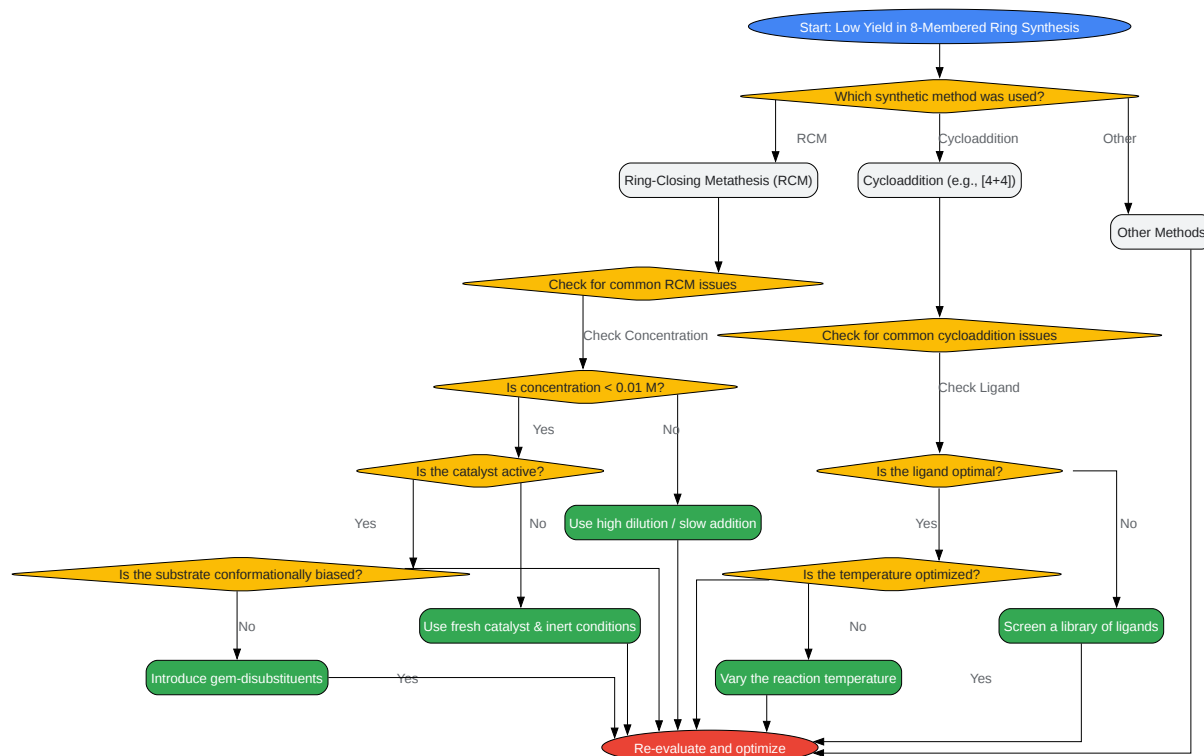 Start: Low Yield in 8-Membered Ring Synthesis
Which synthetic method was used?
RCM
Cycloaddition
Other
Ring-Closing Metathesis (RCM)
Cycloaddition (e.g., [4+4])
Other Methods
Check for common RCM issues
Check Concentration
Check for common cycloaddition issues
Is concentration < 0.01 M?
Check Ligand
Yes
No
Is the catalyst active?
Is the ligand optimal?
Yes
No
Use high dilution / slow addition
Yes
No
Is the substrate conformationally biased?
Is the temperature optimized?
No
Use fresh catalyst & inert conditions
No
Screen a library of ligands
Introduce gem-disubstituents
Yes
Vary the reaction temperature
Yes
Re-evaluate and optimize